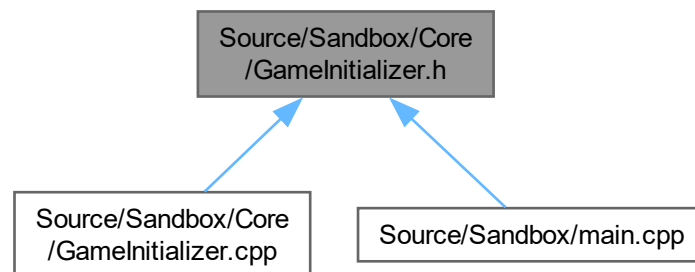 Source/Sandbox/Core
/GameInitializer.h
Source/Sandbox/Core
/GameInitializer.cpp
Source/Sandbox/main.cpp